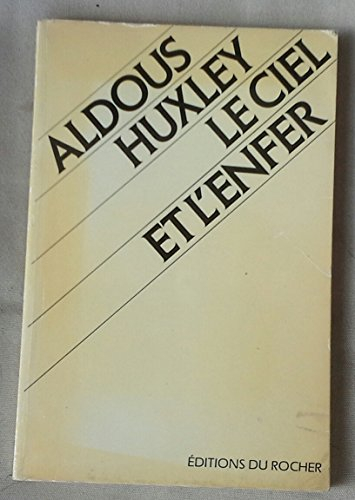 ALDOUS
HUXLEY
LE CIEL
ET L'ENFER
ÉDITIONS DU ROCHER